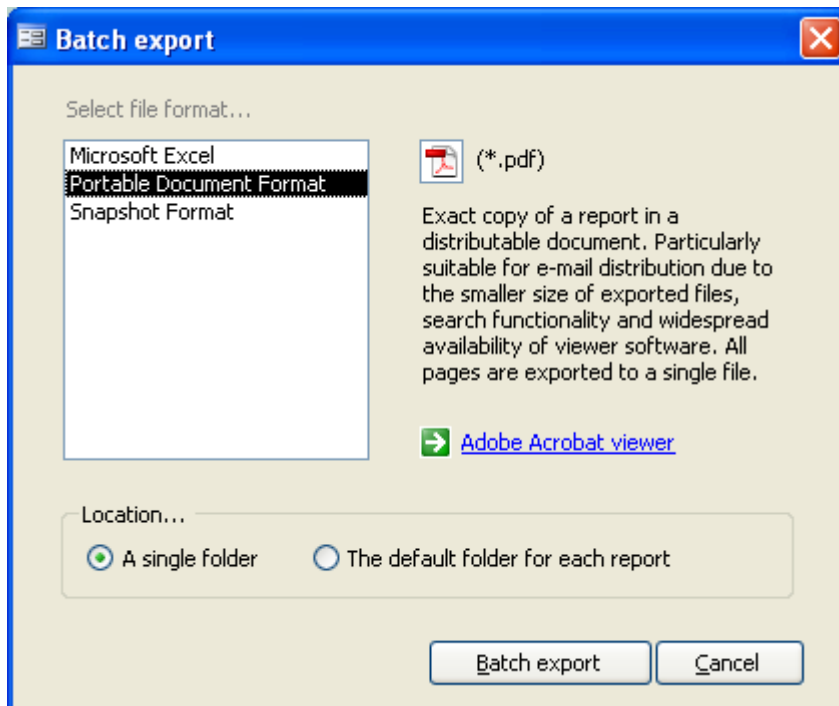 Batch export
Select file format...
Microsoft Excel
Portable Document Format
Snapshot Format
(*.pdf)
Exact copy of a report in a
distributable document. Particularly
suitable for e-mail distribution due to
the smaller size of exported files,
search functionality and widespread
availability of viewer software. All
pages are exported to a single file.
Adobe Acrobat viewer
Location...
A single folder
The default folder for each report
Batch export
Cancel